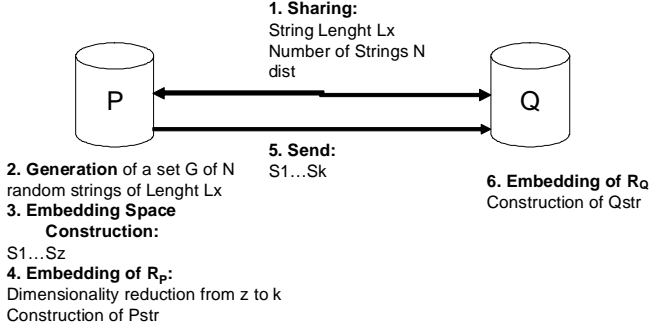 1. Sharing:
String Lenght Lx
Number of Strings N
dist
P
Q
5. Send:
S1…Sk
2. Generation of a set G of N
random strings of Lenght Lx
3. Embedding Space
Construction:
S1…Sz
4. Embedding of RP:
Dimensionality reduction from z to k
Construction of Pstr
6. Embedding of RQ
Construction of Qstr